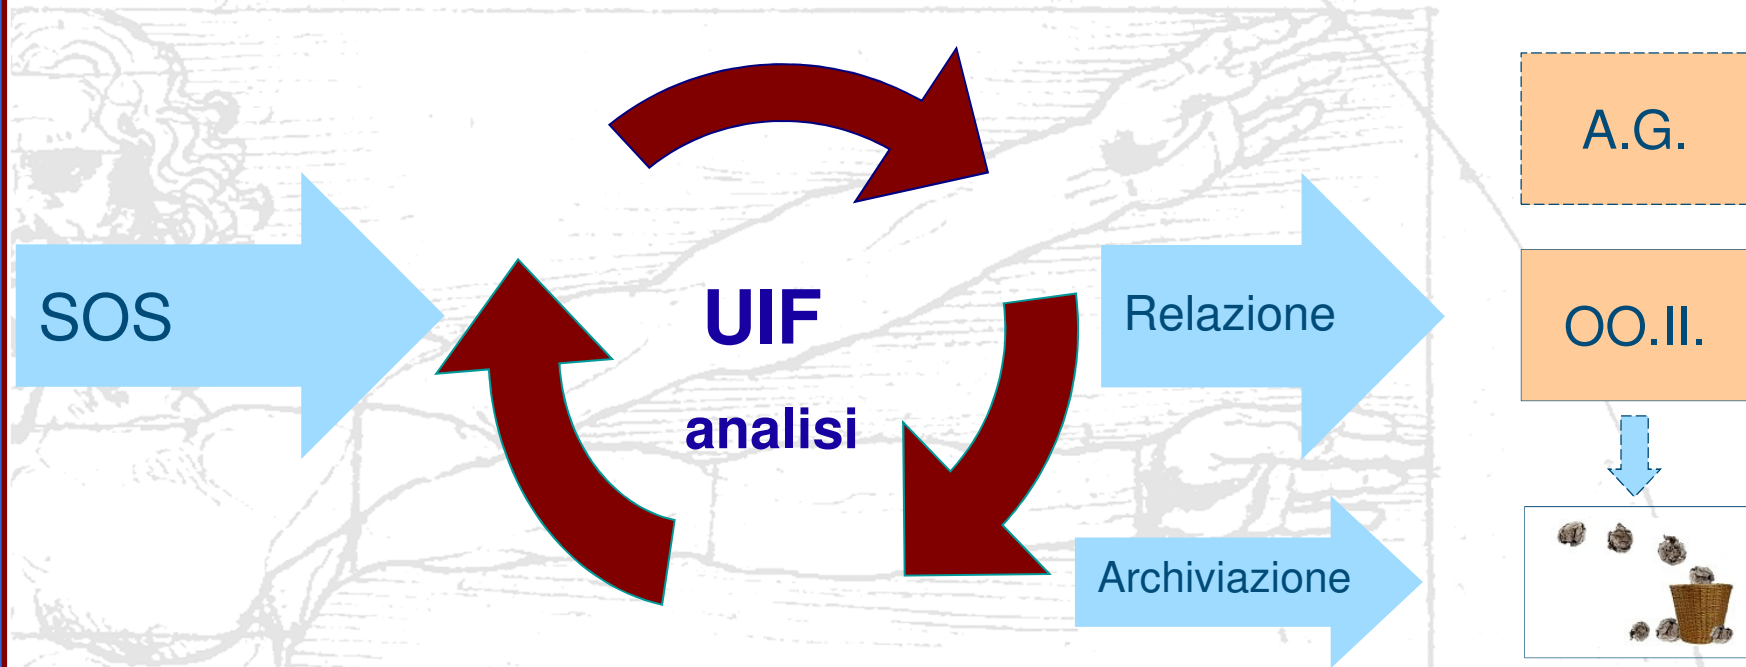 SOS
UIF
analisi
Relazione
Archiviazione
A.G.
OO.II.